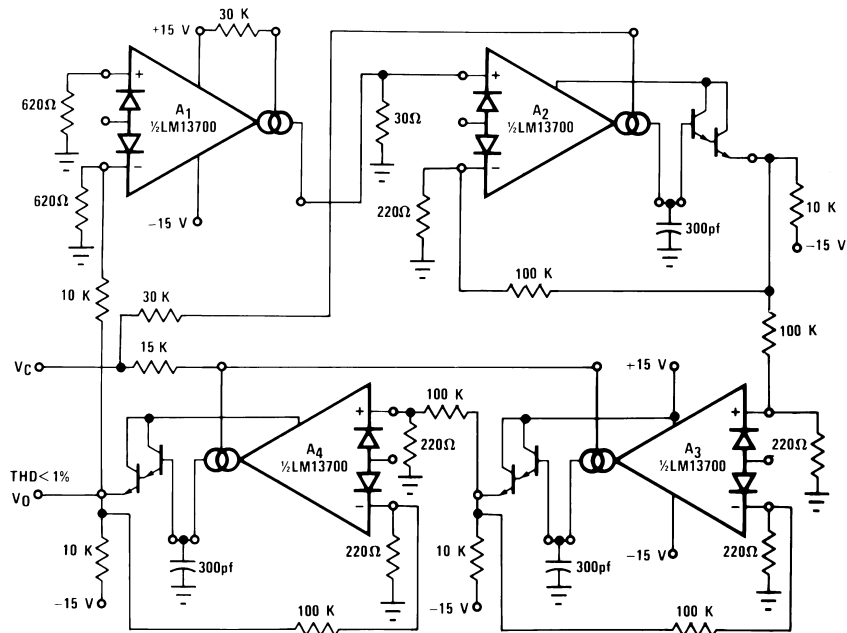 30 K
+15 V
620Ω
+
A1
½LM13700
−
620Ω
−15 V
30Ω
+
A2
½LM13700
−
220Ω
300pf
10 K
−15 V
100 K
100 K
10 K
30 K
VC
15 K
+15 V
100 K
+
A4
½LM13700
−
220Ω
+
A3
½LM13700
−
220Ω
THD<1%
VO
10 K
−15 V
300pf
220Ω
10 K
−15 V
300pf
−15 V
220Ω
100 K
100 K